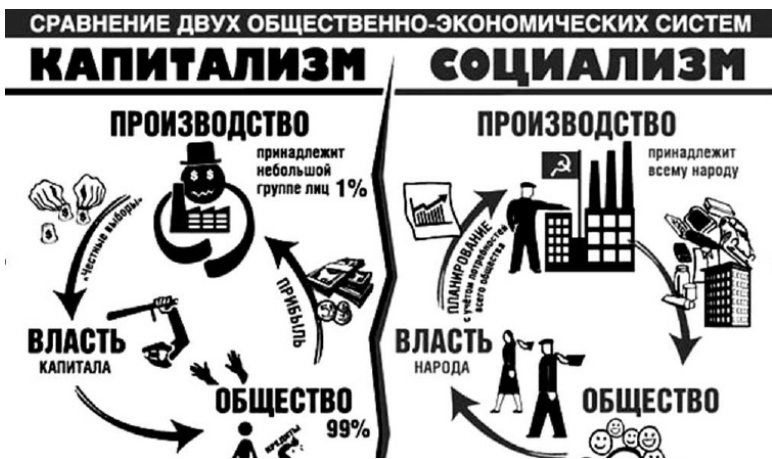 СРАВНЕНИЕ ДВУХ ОБЩЕСТВЕННО-ЭКОНОМИЧЕСКИХ СИСТЕМ
КАПИТАЛИЗМ
ПРОИЗВОДСТВО
принадлежит
небольшой
группе лиц 1%
«Честные выборы»
ПРИБЫЛЬ
ВЛАСТЬ
КАПИТАЛА
ОБЩЕСТВО
99%
КРЕДИТЫ
СОЦИАЛИЗМ
ПРОИЗВОДСТВО
принадлежит
всему народу
ПЛАНИРОВАНИЕ
с учётом потребностей
всего общества
ВЛАСТЬ
НАРОДА
ОБЩЕСТВО